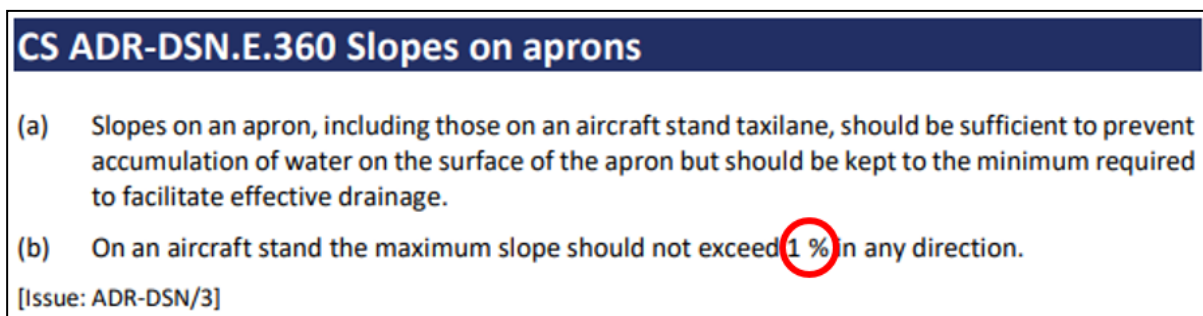 CS ADR-DSN.E.360 Slopes on aprons
(a) Slopes on an apron, including those on an aircraft stand taxilane, should be sufficient to prevent
accumulation of water on the surface of the apron but should be kept to the minimum required
to facilitate effective drainage.
(b) On an aircraft stand the maximum slope should not exceed 1 % in any direction.
[Issue: ADR-DSN/3]